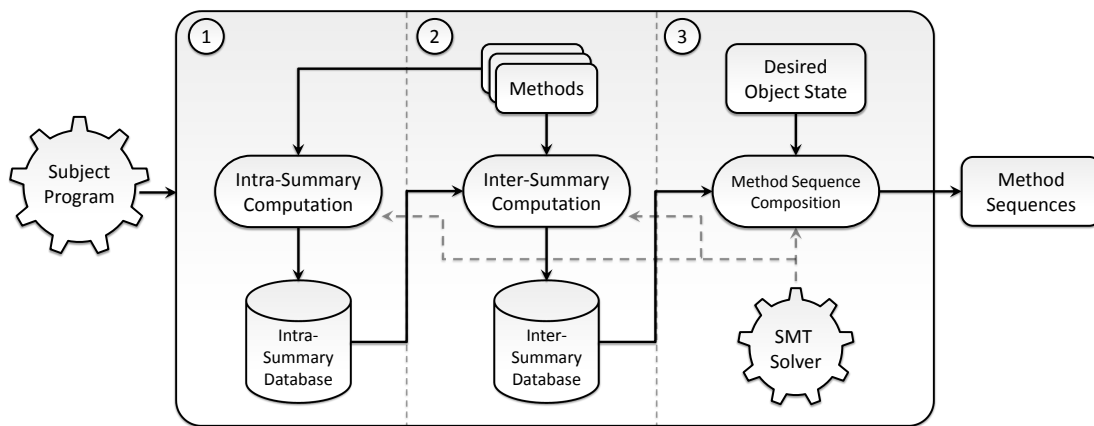 1
2
3
Methods
Desired
Object State
Subject
Program
Intra-Summary
Computation
Inter-Summary
Computation
Method Sequence
Composition
Method
Sequences
Intra-
Summary
Database
Inter-
Summary
Database
SMT
Solver